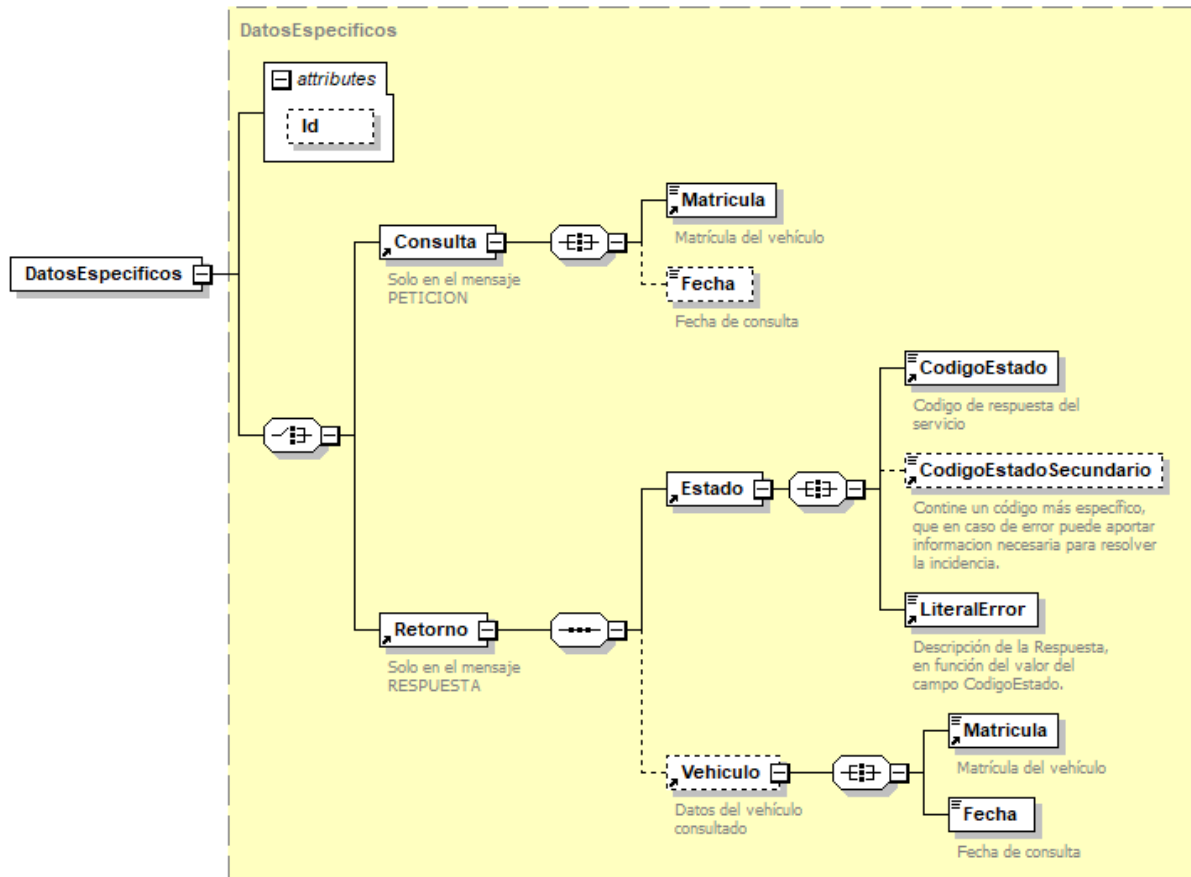 DatosEspecificos
attributes
Id
DatosEspecificos
Consulta
Solo en el mensaje
PETICION
Matricula
Matrícula del vehículo
Fecha
Fecha de consulta
Retorno
Solo en el mensaje
RESPUESTA
Estado
CodigoEstado
Codigo de respuesta del
servicio
CodigoEstadoSecundario
Contine un código más específico,
que en caso de error puede aportar
informacion necesaria para resolver
la incidencia.
LiteralError
Descripción de la Respuesta,
en función del valor del
campo CodigoEstado.
Vehiculo
Datos del vehículo
consultado
Matricula
Matrícula del vehículo
Fecha
Fecha de consulta